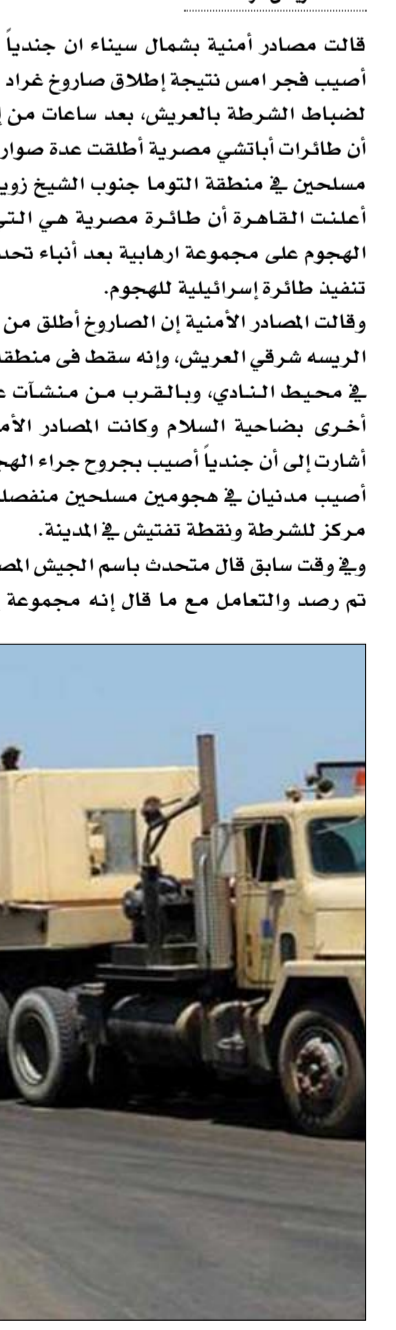 قالت مصادر أمنية بشمال سيناء ان جندياً
أصيب فجر امس نتيجة إطلاق صاروخ غراد
لضباط الشرطة بالعريش، بعد ساعات من
أن طائرات أباتشي مصرية أطلقت عدة صوار
مسلحين في منطقة التوما جنوب الشيخ زوي
أعلنت القاهرة أن طائرة مصرية هي التي
الهجوم على مجموعة ارهابية بعد أنباء تحد
تنفيذ طائرة إسرائيلية للهجوم.
وقالت المصادر الأمنية إن الصاروخ أطلق من
الريسه شرقي العريش، وإنه سقط فى منطقة
في محيط النادي، وبالقرب من منشآت ع
أخرى بضاحية السلام وكانت المصادر الأم
أشارت إلى أن جندياً أصيب بجروح جراء الهج
أصيب مدنيان في هجومين مسلحين منفصل
مركز للشرطة ونقطة تفتيش في المدينة.
وفي وقت سابق قال متحدث باسم الجيش المص
تم رصد والتعامل مع ما قال إنه مجموعة